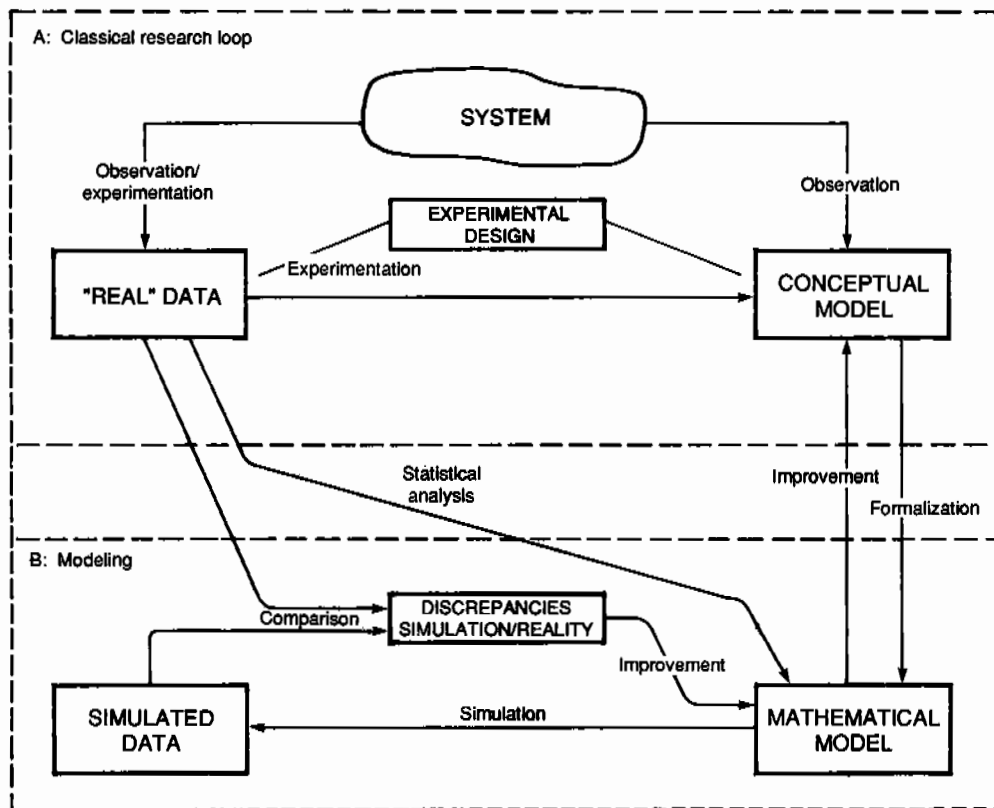 A: Classical research loop
SYSTEM
Observation/
experimentation
Observation
EXPERIMENTAL
DESIGN
Experimentation
"REAL" DATA
CONCEPTUAL
MODEL
Statistical
analysis
Improvement
Formalization
B: Modeling
DISCREPANCIES
SIMULATION/REALITY
Comparison
Improvement
SIMULATED
DATA
Simulation
MATHEMATICAL
MODEL